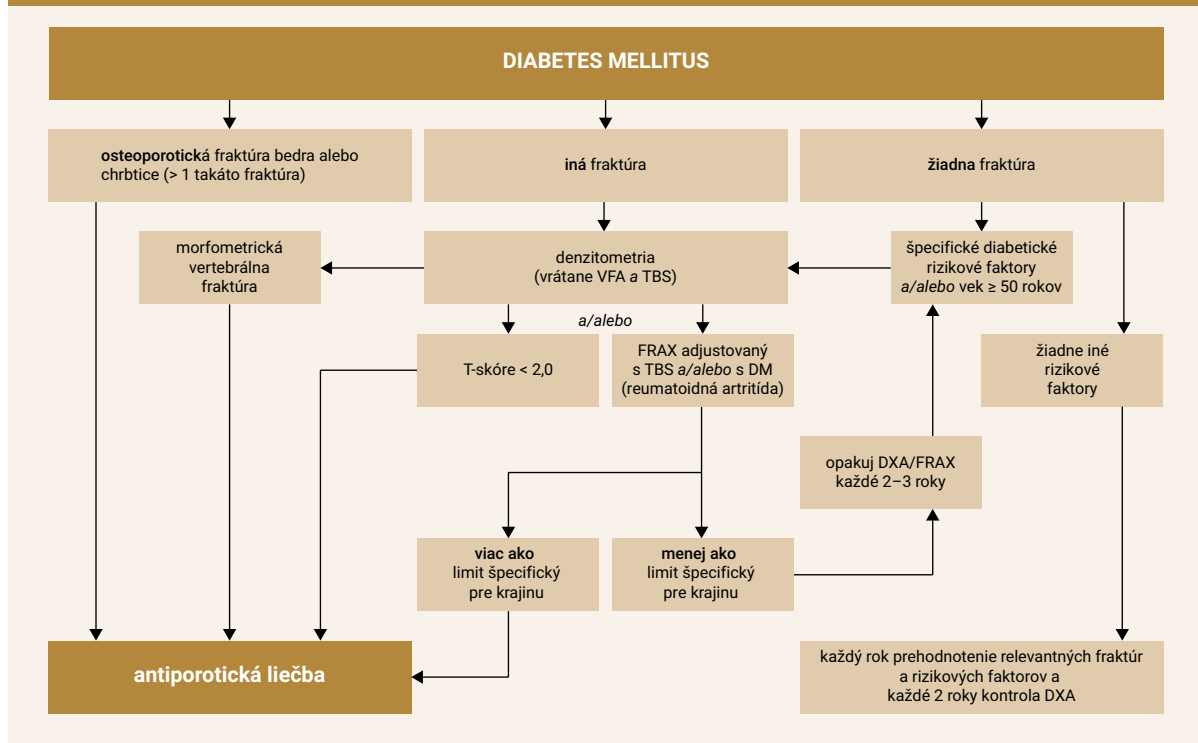 DIABETES MELLITUS
osteoporotická fraktúra bedra alebo
chrbtice (> 1 takáto fraktúra)
iná fraktúra
žiadna fraktúra
morfometrická
vertebrálna
fraktúra
denzitometria
(vrátane VFA a TBS)
špecifické diabetické
rizikové faktory
a/alebo vek ≥ 50 rokov
a/alebo
T-skóre < 2,0
FRAX adjustovaný
s TBS a/alebo s DM
(reumatoidná artritída)
žiadne iné
rizikové
faktory
opakuj DXA/FRAX
každé 2–3 roky
viac ako
limit špecifický
pre krajinu
menej ako
limit špecifický
pre krajinu
antiporotická liečba
každý rok prehodnotenie relevantných fraktúr
a rizikových faktorov a
každé 2 roky kontrola DXA